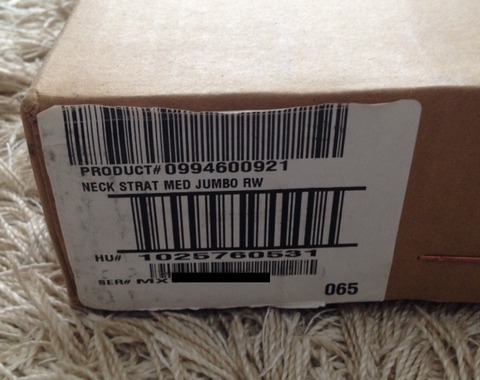 PRODUCT# 0994600921
NECK STRAT MED JUMBO RW
HU# 1025760531
SER# MX
065